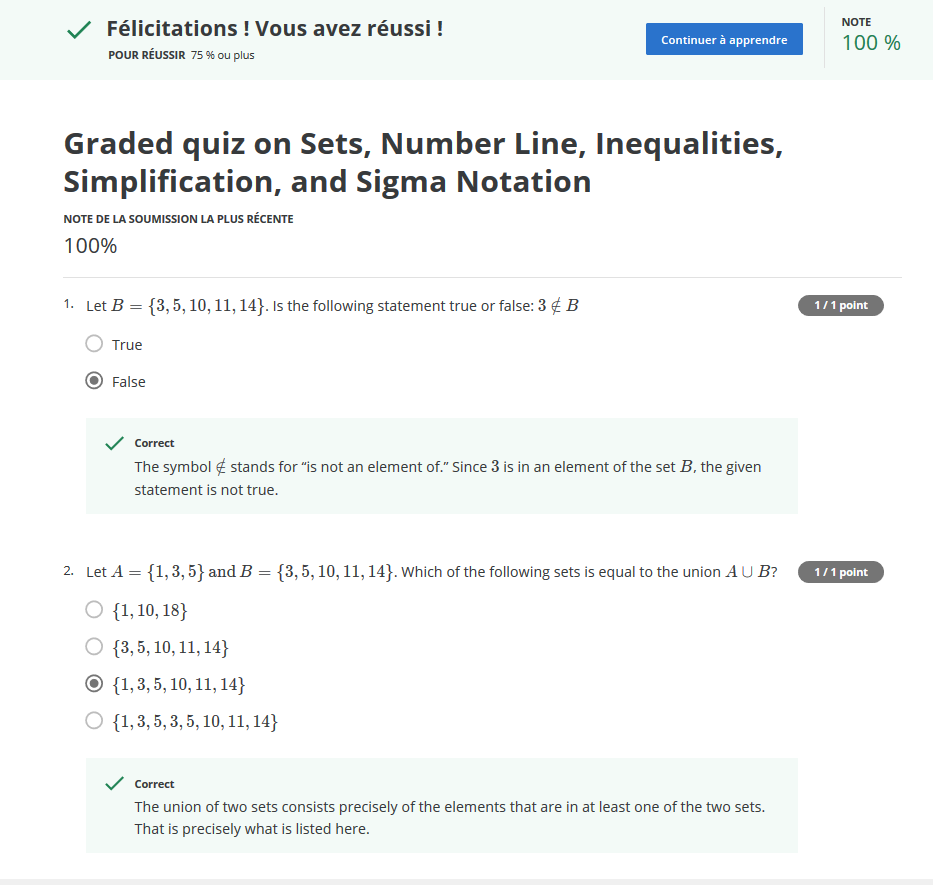 Félicitations ! Vous avez réussi !
POUR RÉUSSIR 75 % ou plus
Continuer à apprendre
NOTE
100 %
Graded quiz on Sets, Number Line, Inequalities,
Simplification, and Sigma Notation
NOTE DE LA SOUMISSION LA PLUS RÉCENTE
100%
1. Let B = {3, 5, 10, 11, 14}. Is the following statement true or false: 3 ∉ B
1 / 1 point
True
False
Correct
The symbol ∉ stands for “is not an element of.” Since 3 is in an element of the set B, the given
statement is not true.
2. Let A = {1, 3, 5} and B = {3, 5, 10, 11, 14}. Which of the following sets is equal to the union A ∪ B?
1 / 1 point
{1, 10, 18}
{3, 5, 10, 11, 14}
{1, 3, 5, 10, 11, 14}
{1, 3, 5, 3, 5, 10, 11, 14}
Correct
The union of two sets consists precisely of the elements that are in at least one of the two sets.
That is precisely what is listed here.